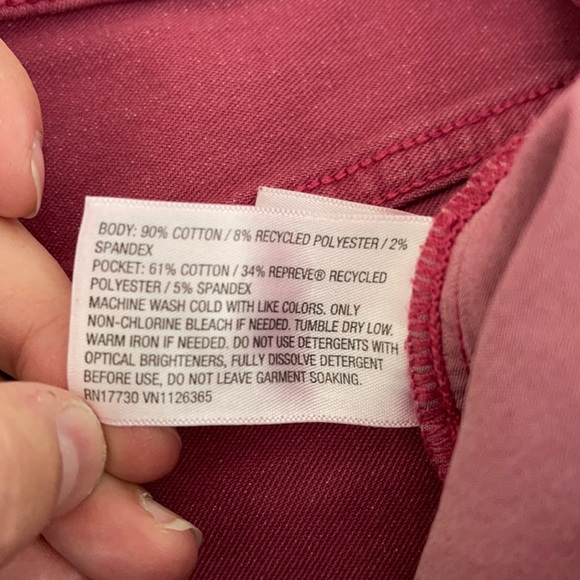 BODY: 90% COTTON / 8% RECYCLED POLYESTER / 2%
SPANDEX
POCKET: 61% COTTON / 34% REPREVE® RECYCLED
POLYESTER / 5% SPANDEX
MACHINE WASH COLD WITH LIKE COLORS. ONLY
NON-CHLORINE BLEACH IF NEEDED. TUMBLE DRY LOW.
WARM IRON IF NEEDED. DO NOT USE DETERGENTS WITH
OPTICAL BRIGHTENERS, FULLY DISSOLVE DETERGENT
BEFORE USE, DO NOT LEAVE GARMENT SOAKING.
RN17730 VN1126365